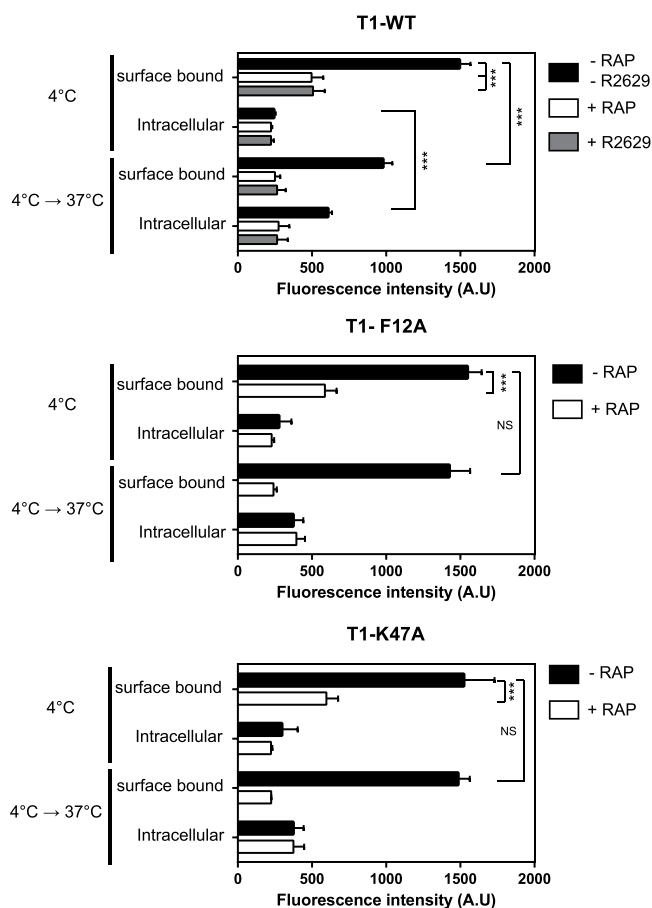 T1-WT
4°C
surface bound
Intracellular
4°C → 37°C
surface bound
Intracellular
***
***
***
- RAP
- R2629
+ RAP
+ R2629
0 500 1000 1500 2000
Fluorescence intensity (A.U)
T1- F12A
4°C
surface bound
Intracellular
4°C → 37°C
surface bound
Intracellular
***
NS
- RAP
+ RAP
0 500 1000 1500 2000
Fluorescence intensity (A.U)
T1-K47A
4°C
surface bound
Intracellular
4°C → 37°C
surface bound
Intracellular
***
NS
- RAP
+ RAP
0 500 1000 1500 2000
Fluorescence intensity (A.U)